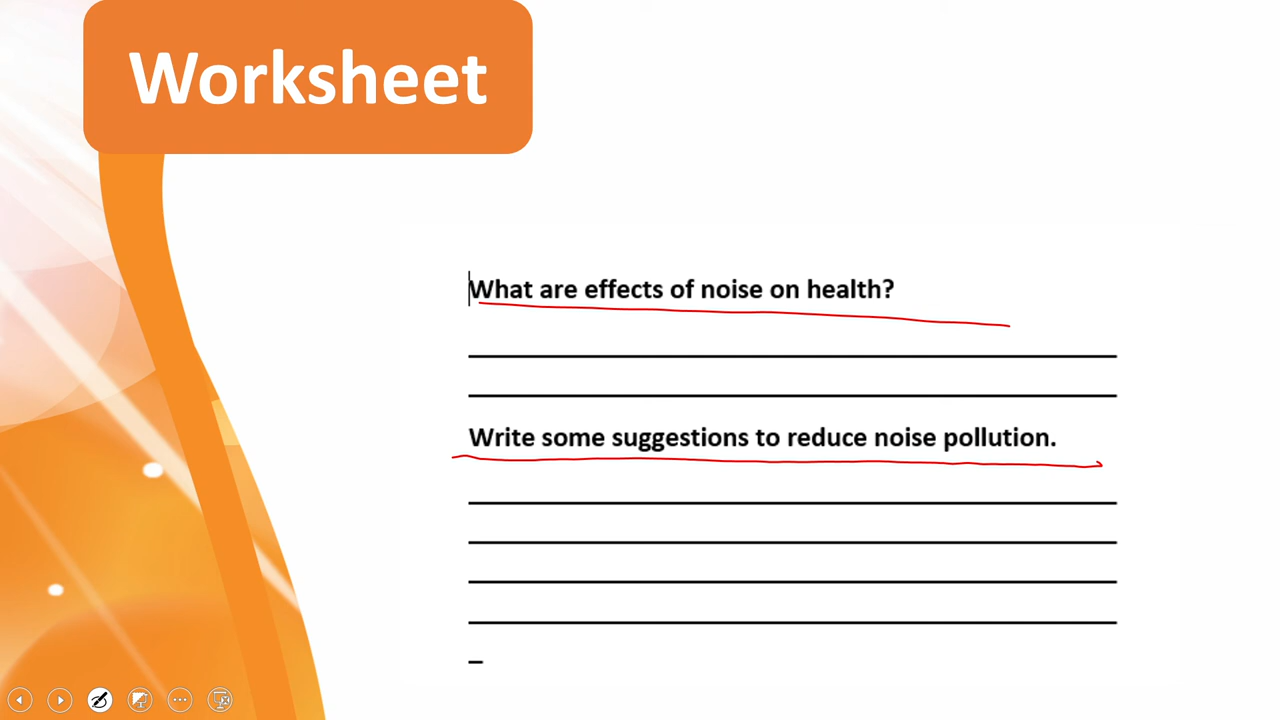 Worksheet
What are effects of noise on health?
Write some suggestions to reduce noise pollution.